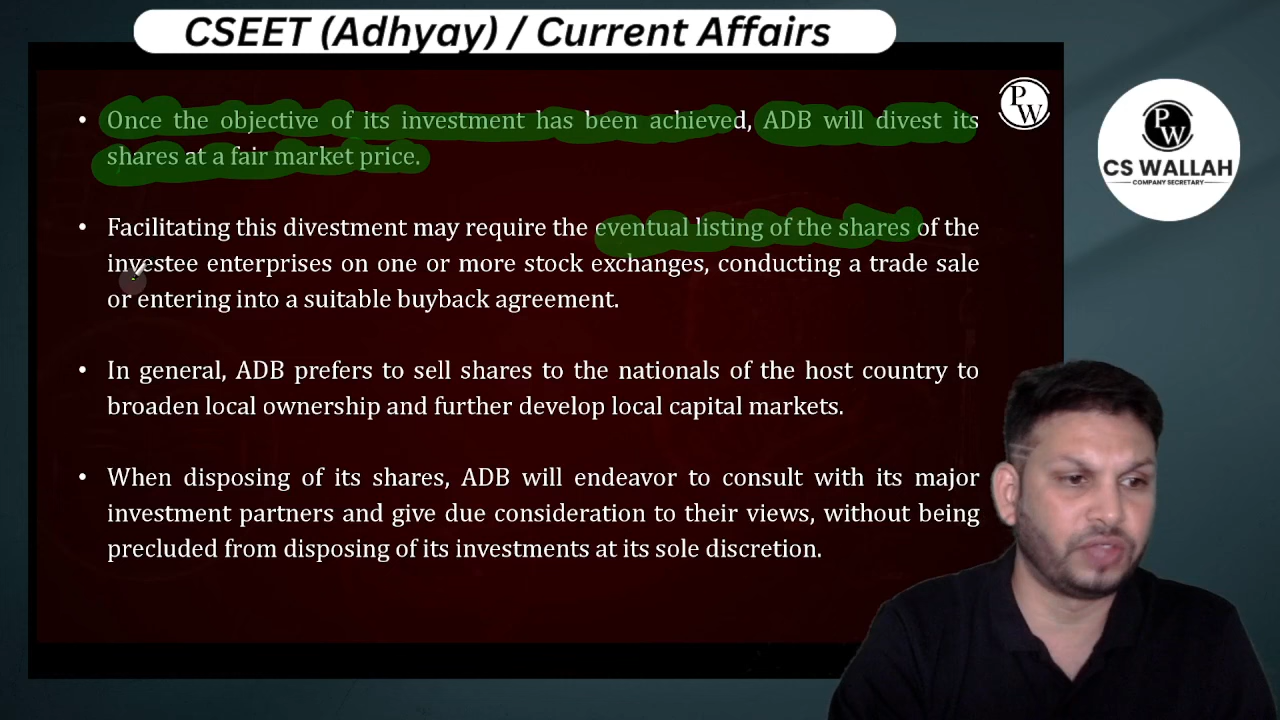 CSEET (Adhyay) / Current Affairs
• Once the objective of its investment has been achieved, ADB will divest its
shares at a fair market price.
• Facilitating this divestment may require the eventual listing of the shares of the
investee enterprises on one or more stock exchanges, conducting a trade sale
or entering into a suitable buyback agreement.
• In general, ADB prefers to sell shares to the nationals of the host country to
broaden local ownership and further develop local capital markets.
• When disposing of its shares, ADB will endeavor to consult with its major
investment partners and give due consideration to their views, without being
precluded from disposing of its investments at its sole discretion.
P
W
P
W
CS WALLAH
COMPANY SECRETARY